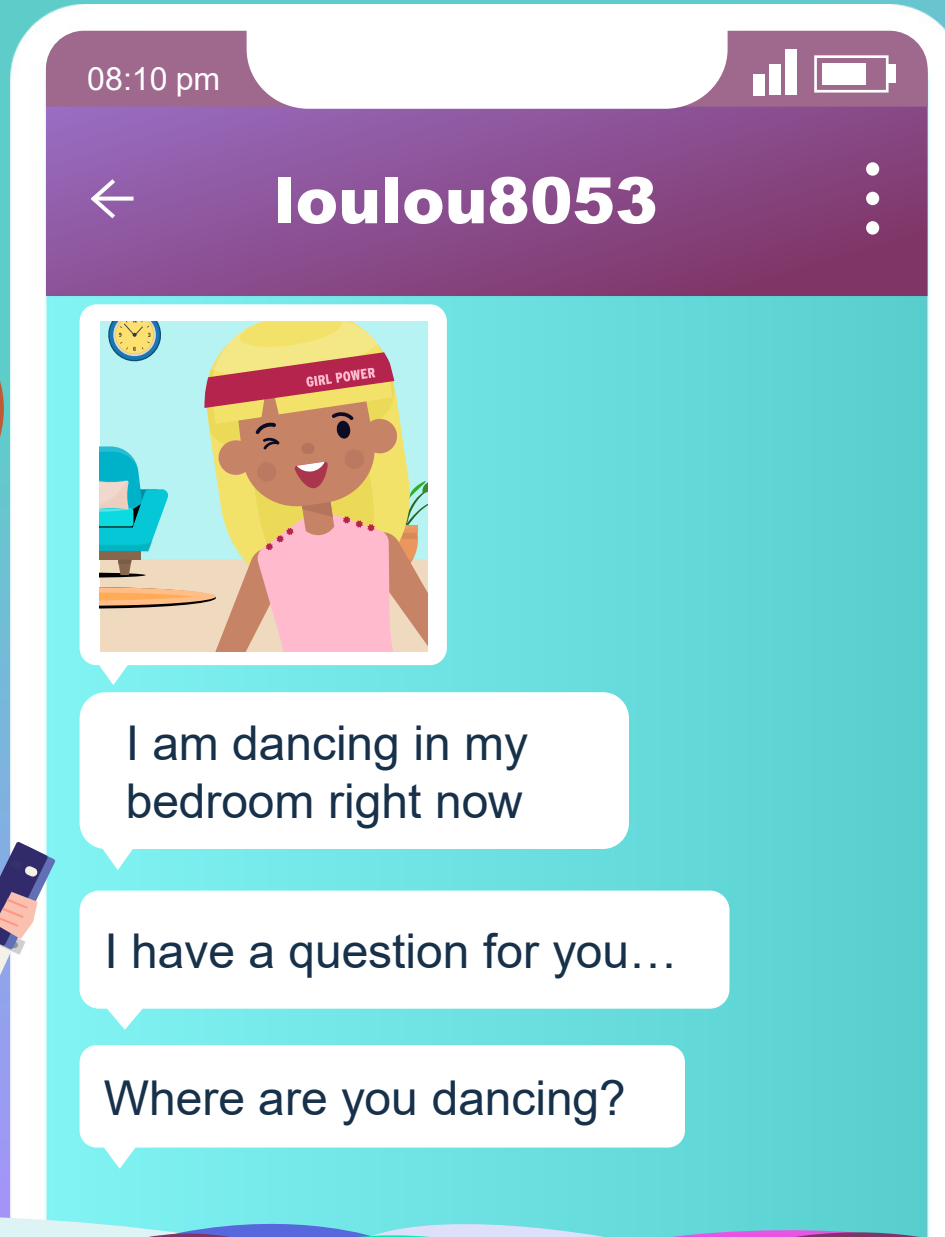 08:10 pm
loulou8053
GIRL POWER
I am dancing in my
bedroom right now
I have a question for you…
Where are you dancing?